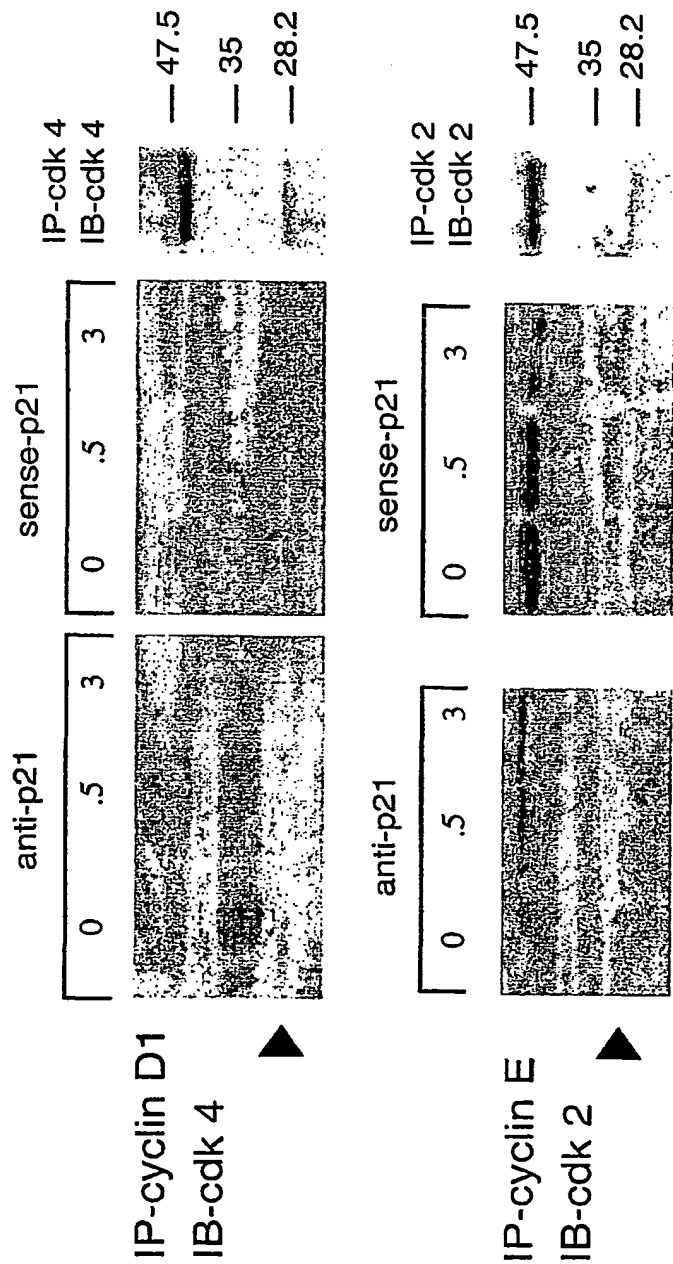 anti-p21
sense-p21
0 .5 3
0 .5 3
IP-cdk 4
IB-cdk 4
IP-cyclin D1
IB-cdk 4
47.5
35
28.2
anti-p21
sense-p21
0 .5 3
0 .5 3
IP-cdk 2
IB-cdk 2
IP-cyclin E
IB-cdk 2
47.5
35
28.2